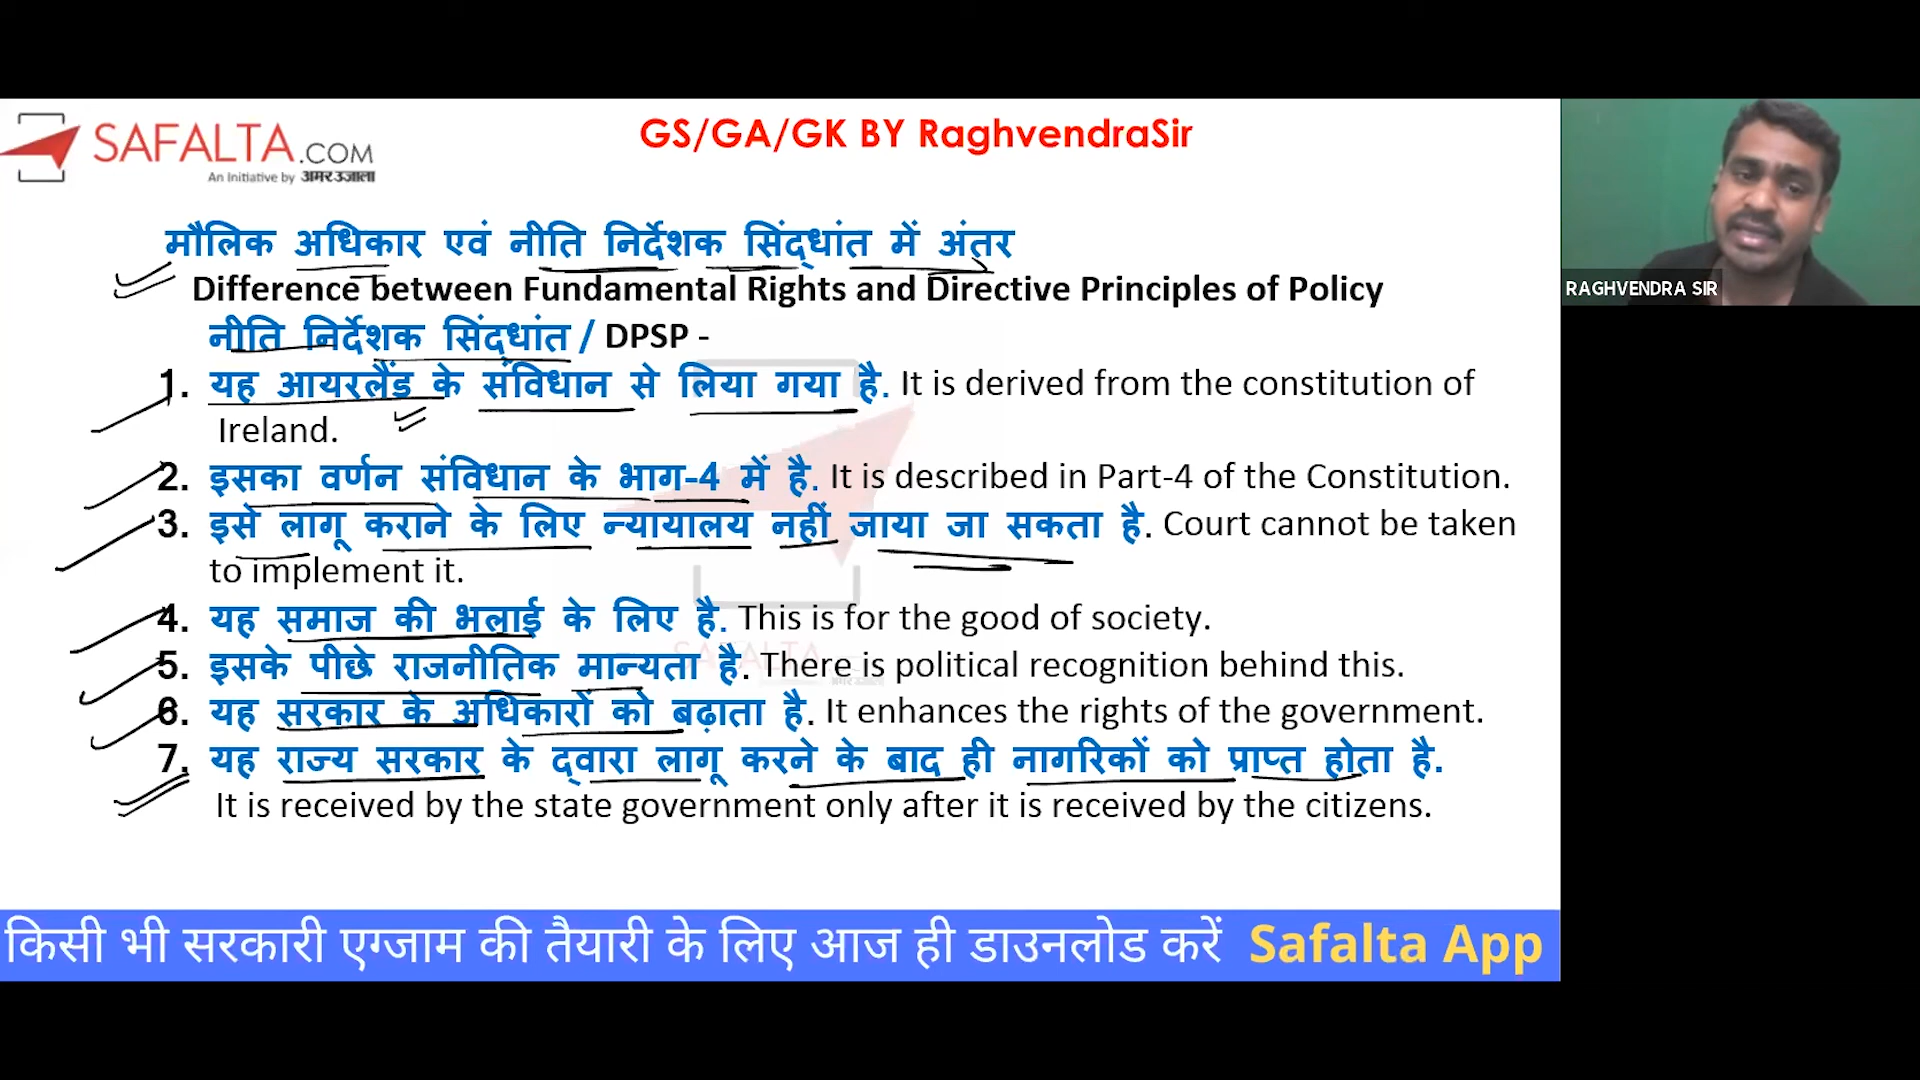 SAFALTA.COM
An Initiative by अमर उजाला
GS/GA/GK BY RaghvendraSir
मौलिक अधिकार एवं नीति निर्देशक सिंद्धांत में अंतर
Difference between Fundamental Rights and Directive Principles of Policy
नीति निर्देशक सिंद्धांत / DPSP -
1. यह आयरलैंड के संविधान से लिया गया है. It is derived from the constitution of
Ireland.
2. इसका वर्णन संविधान के भाग-4 में है. It is described in Part-4 of the Constitution.
3. इसे लागू कराने के लिए न्यायालय नहीं जाया जा सकता है. Court cannot be taken
to implement it.
4. यह समाज की भलाई के लिए है. This is for the good of society.
5. इसके पीछे राजनीतिक मान्यता है. There is political recognition behind this.
6. यह सरकार के अधिकारों को बढ़ाता है. It enhances the rights of the government.
7. यह राज्य सरकार के द्वारा लागू करने के बाद ही नागरिकों को प्राप्त होता है.
It is received by the state government only after it is received by the citizens.
किसी भी सरकारी एग्जाम की तैयारी के लिए आज ही डाउनलोड करें Safalta App
RAGHVENDRA SIR